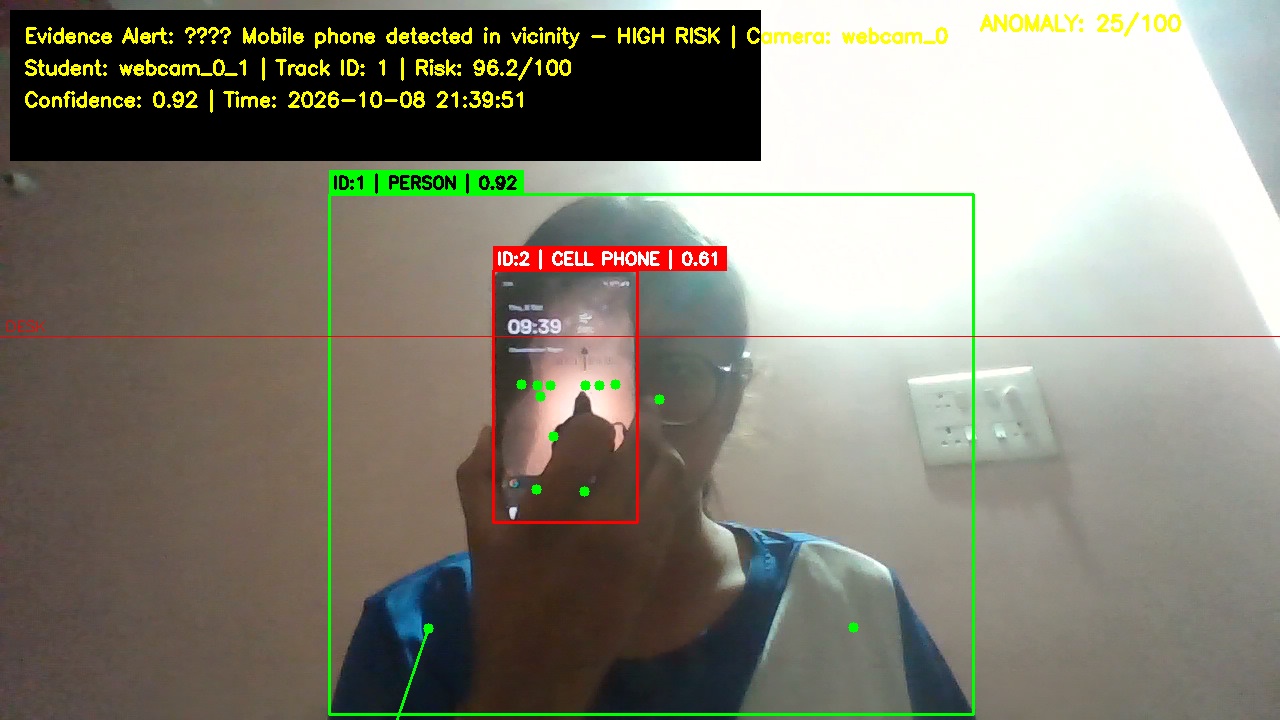 Evidence Alert: ???? Mobile phone detected in vicinity - HIGH RISK | Camera: webcam_0
ANOMALY: 25/100
Student: webcam_0_1 | Track ID: 1 | Risk: 96.2/100
Confidence: 0.92 | Time: 2026-10-08 21:39:51
ID:1 | PERSON | 0.92
ID:2 | CELL PHONE | 0.61
09:39
DESK